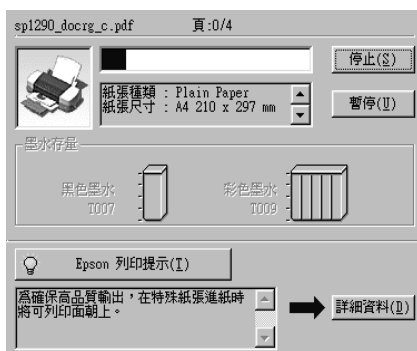 sp1290_docrg_c.pdf 頁:0/4
停止(S)
紙張種類 : Plain Paper
紙張尺寸 : A4 210 x 297 mm
暫停(U)
墨水存量
黑色墨水
T007
彩色墨水
T009
Epson 列印提示(T)
為確保高品質輸出，在特殊紙張進紙時
將可列印面朝上。
詳細資料(D)